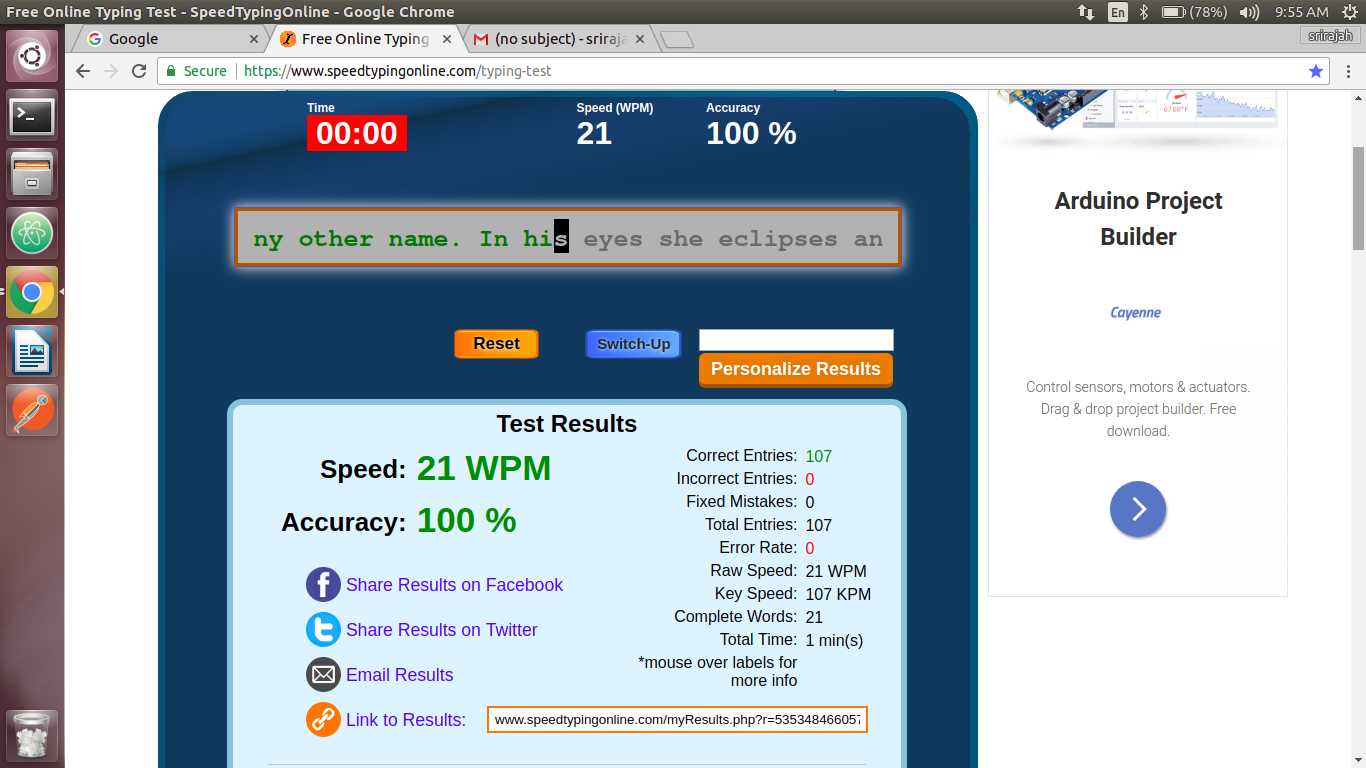 Free Online Typing Test - SpeedTypingOnline - Google Chrome
En
(78%)
9:55 AM
Google
Free Online Typing
(no subject) - sriraja
srirajah
Secure
https://www.speedtypingonline.com/typing-test
Time
Speed (WPM)
Accuracy
00:00
21
100 %
ny other name. In his eyes she eclipses an
Reset
Switch-Up
Personalize Results
Test Results
Speed: 21 WPM
Accuracy: 100 %
Share Results on Facebook
Share Results on Twitter
Email Results
Link to Results:
www.speedtypingonline.com/myResults.php?r=535348466057
Correct Entries: 107
Incorrect Entries: 0
Fixed Mistakes: 0
Total Entries: 107
Error Rate: 0
Raw Speed: 21 WPM
Key Speed: 107 KPM
Complete Words: 21
Total Time: 1 min(s)
*mouse over labels for
more info
Arduino Project
Builder
Cayenne
Control sensors, motors & actuators.
Drag & drop project builder. Free
download.